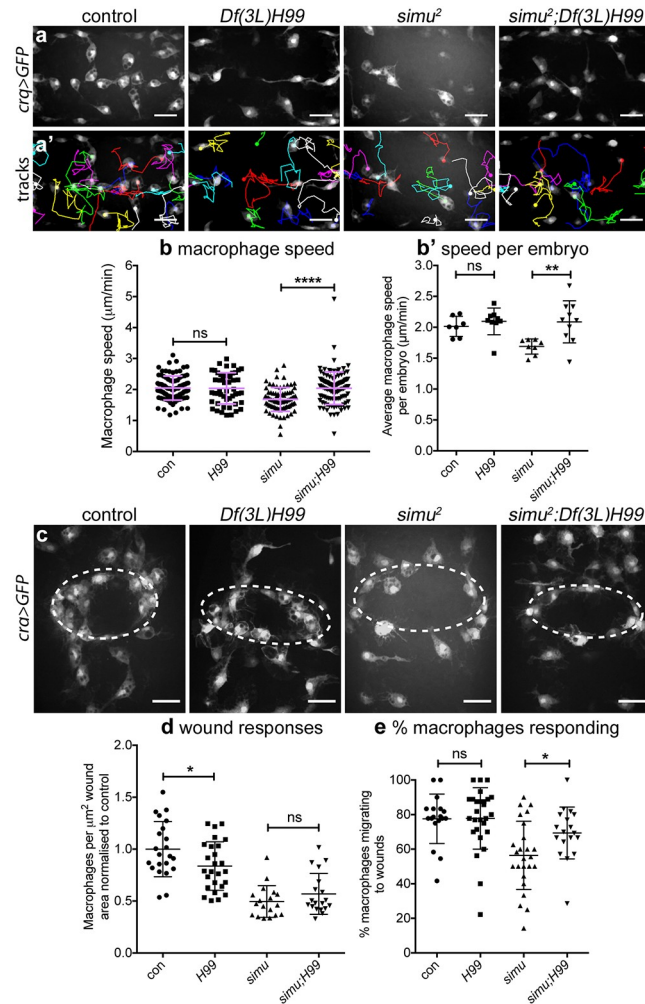 control Df(3L)H99 simu² simu²;Df(3L)H99
a
crq>GFP
a'
tracks
b macrophage speed
b' speed per embryo
Macrophage speed (μm/min)
6
5
4
3
2
1
0
ns
****
con H99 simu simu;H99
Average macrophage speed
per embryo (μm/min)
3.0
2.5
2.0
1.5
1.0
0.5
0.0
ns
**
con H99 simu simu;H99
control Df(3L)H99 simu² simu²;Df(3L)H99
c
crq>GFP
d wound responses
e % macrophages responding
Macrophages per μm² wound
area normalised to control
2.0
1.5
1.0
0.5
0.0
*
ns
con H99 simu simu;H99
% macrophages migrating
to wounds
100
80
60
40
20
0
ns
*
con H99 simu simu;H99